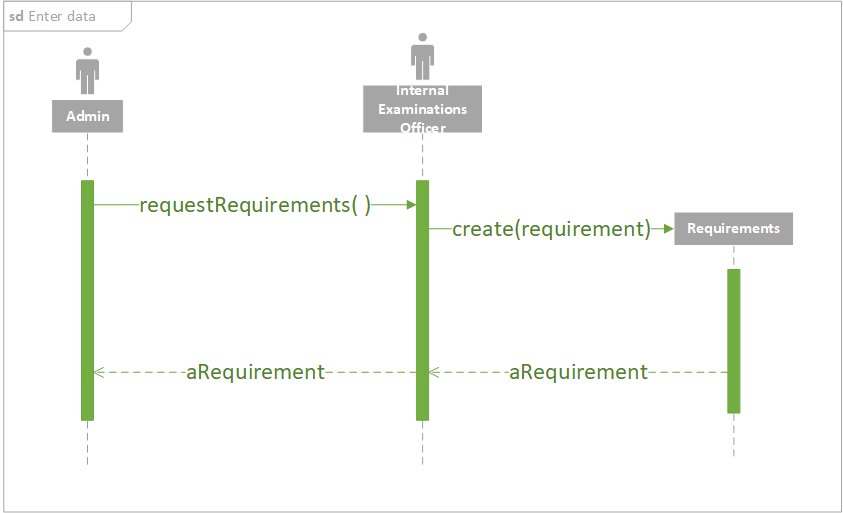 sd Enter data
Admin
Internal
Examinations
Officer
requestRequirements( )
create(requirement)
Requirements
aRequirement
aRequirement